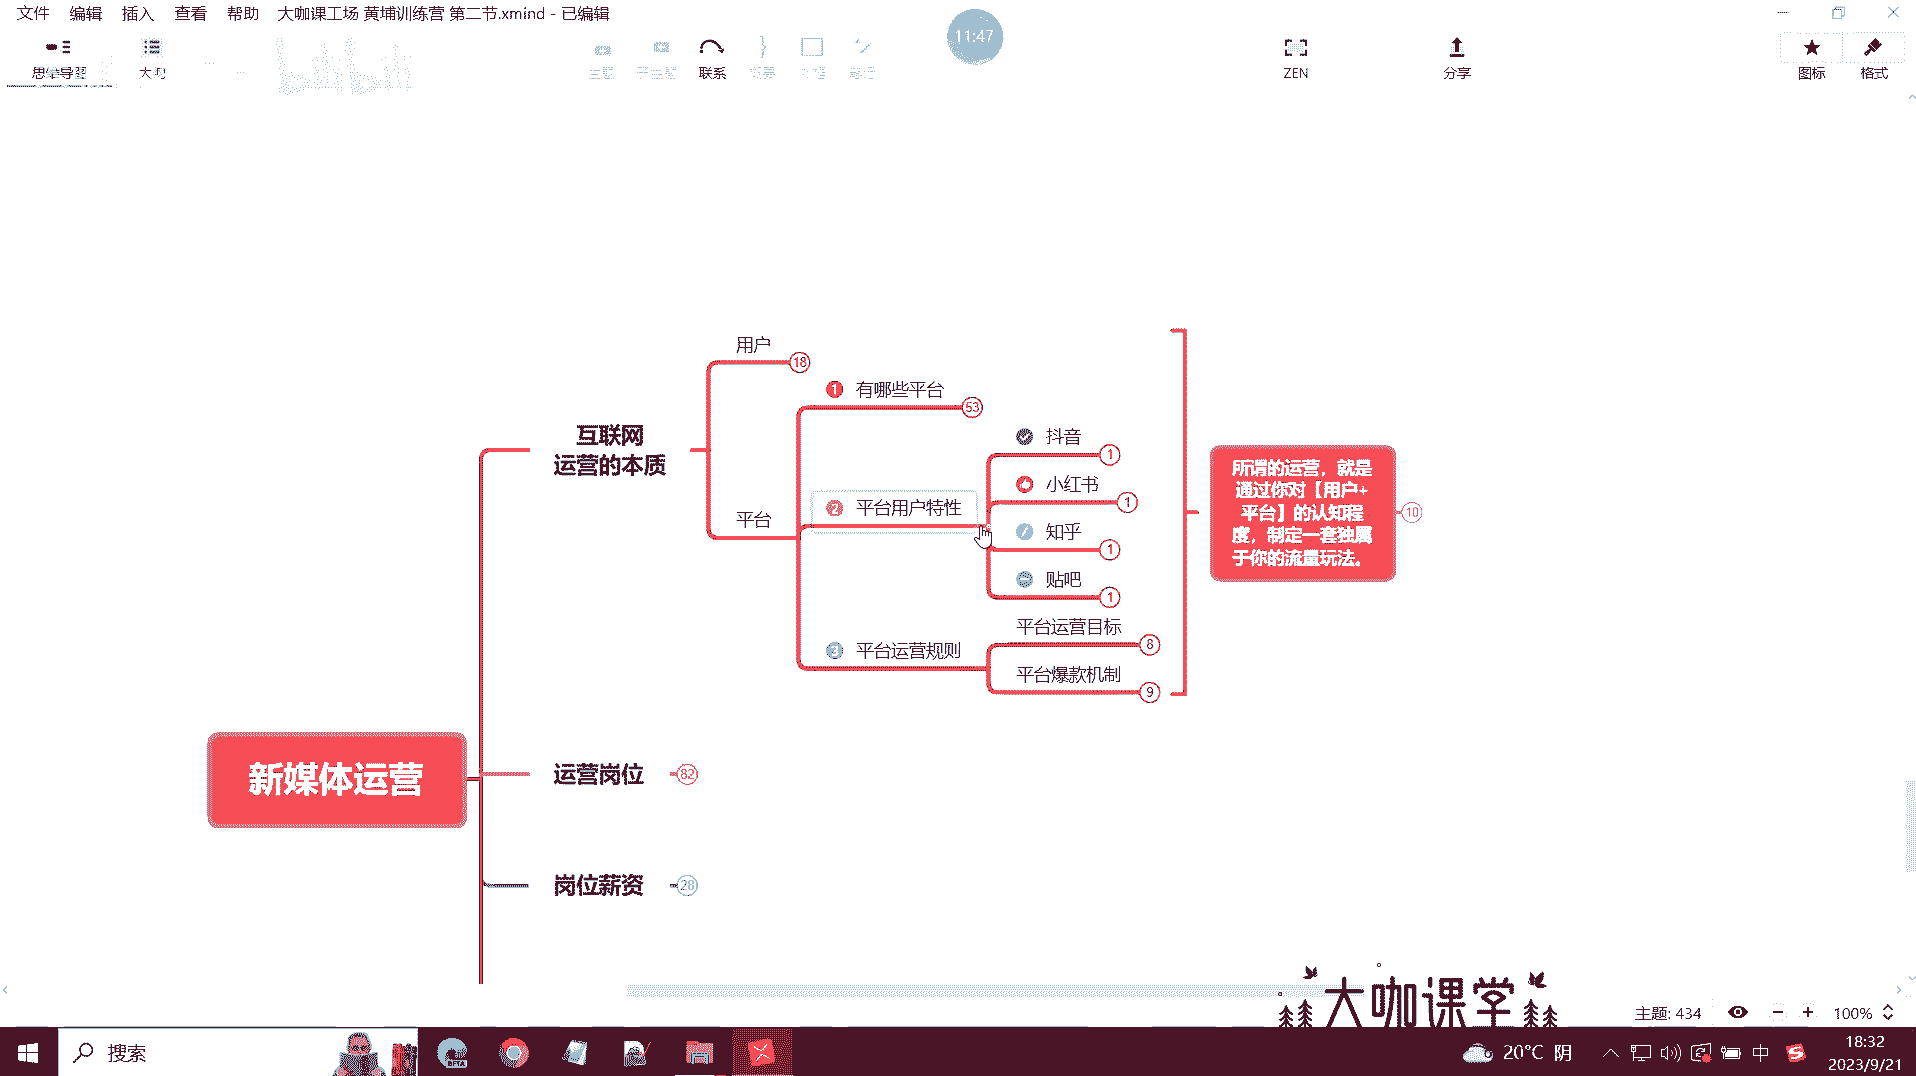 文件 编辑 插入 查看 帮助 大咖课工场 黄埔训练营 第二节.xmind - 已编辑
11:47
思维导图
联系
ZEN
分享
图标
格式
用户
18
1 有哪些平台
53
互联网
运营的本质
抖音
1
小红书
1
2 平台用户特性
平台
知乎
1
贴吧
1
3 平台运营规则
平台运营目标
8
平台爆款机制
9
所谓的运营，就是
通过你对【用户+
平台】的认知程
度，制定一套独属
于你的流量玩法。
10
新媒体运营
运营岗位
82
岗位薪资
28
大咖课堂
主题: 434
100%
搜索
BETA
20°C 阴
中
18:32
2023/9/21